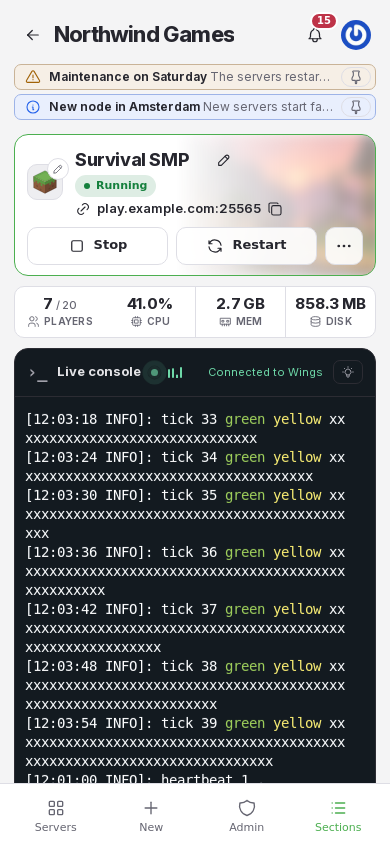 Northwind Games
15
Maintenance on Saturday The servers restar...
New node in Amsterdam New servers start fa...
Survival SMP
Running
play.example.com:25565
Stop
Restart
7 / 20
PLAYERS
41.0%
CPU
2.7 GB
MEM
858.3 MB
DISK
Live console
Connected to Wings
[12:03:18 INFO]: tick 33 green yellow xx
xxxxxxxxxxxxxxxxxxxxxxxxxxxxx
[12:03:24 INFO]: tick 34 green yellow xx
xxxxxxxxxxxxxxxxxxxxxxxxxxxxxxxxxxxx
[12:03:30 INFO]: tick 35 green yellow xx
xxxxxxxxxxxxxxxxxxxxxxxxxxxxxxxxxxxxxxxx
xxx
[12:03:36 INFO]: tick 36 green yellow xx
xxxxxxxxxxxxxxxxxxxxxxxxxxxxxxxxxxxxxxxx
xxxxxxxxxx
[12:03:42 INFO]: tick 37 green yellow xx
xxxxxxxxxxxxxxxxxxxxxxxxxxxxxxxxxxxxxxxx
xxxxxxxxxxxxxxxxx
[12:03:48 INFO]: tick 38 green yellow xx
xxxxxxxxxxxxxxxxxxxxxxxxxxxxxxxxxxxxxxxx
xxxxxxxxxxxxxxxxxxxxxxxx
[12:03:54 INFO]: tick 39 green yellow xx
xxxxxxxxxxxxxxxxxxxxxxxxxxxxxxxxxxxxxxxx
xxxxxxxxxxxxxxxxxxxxxxxxxxxxxxx
[12:01:00 INFO]: heartbeat 1
Servers
New
Admin
Sections